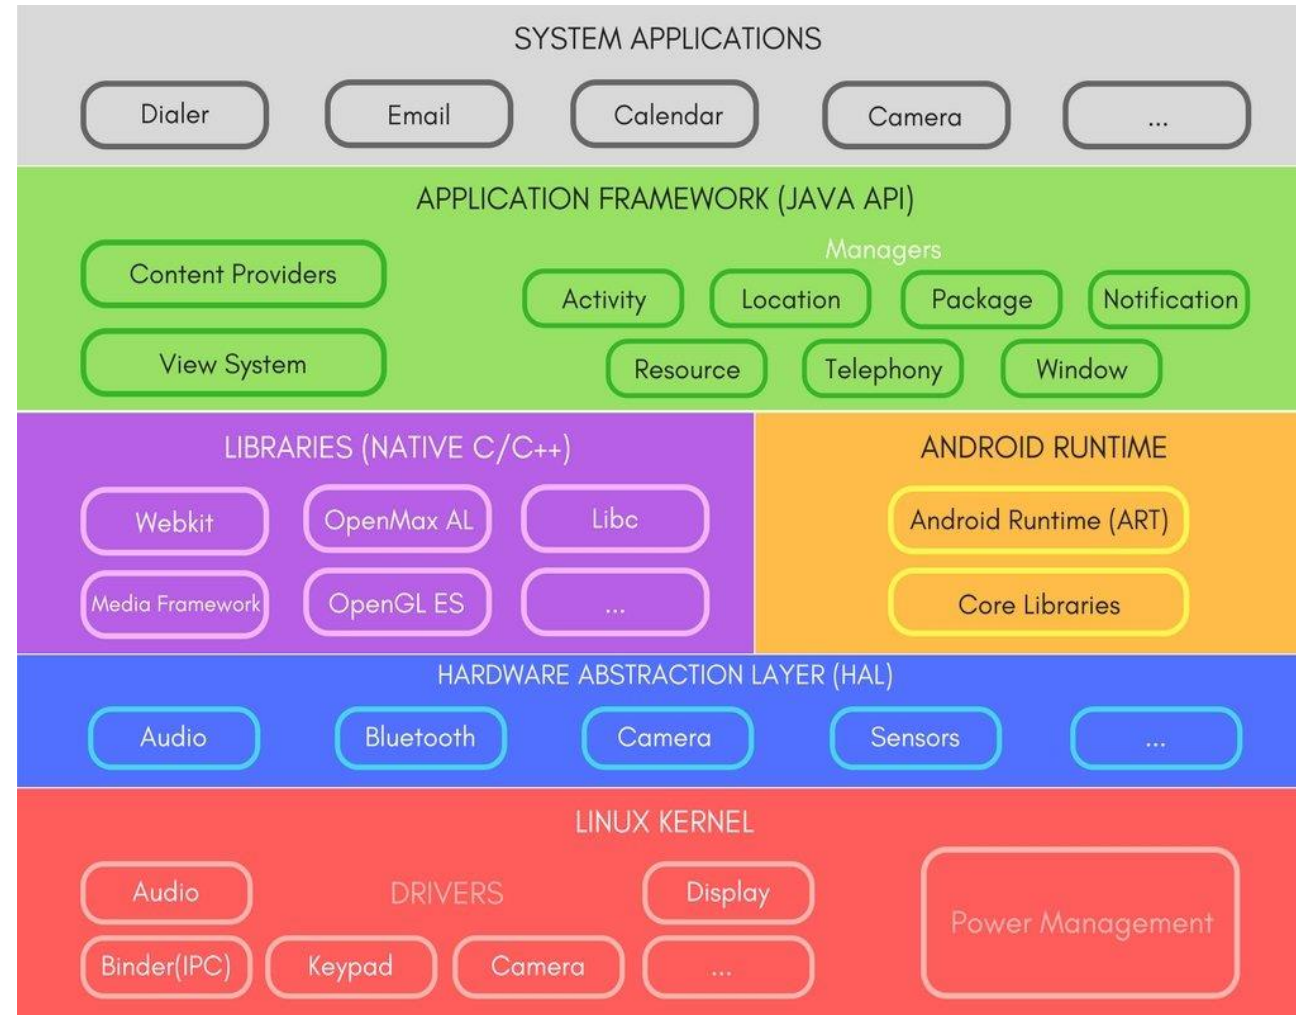 SYSTEM APPLICATIONS
Dialer
Email
Calendar
Camera
...
APPLICATION FRAMEWORK (JAVA API)
Content Providers
View System
Managers
Activity
Location
Package
Notification
Resource
Telephony
Window
LIBRARIES (NATIVE C/C++)
Webkit
OpenMax AL
Libc
Media Framework
OpenGL ES
...
ANDROID RUNTIME
Android Runtime (ART)
Core Libraries
HARDWARE ABSTRACTION LAYER (HAL)
Audio
Bluetooth
Camera
Sensors
...
LINUX KERNEL
Audio
DRIVERS
Display
Binder(IPC)
Keypad
Camera
...
Power Management